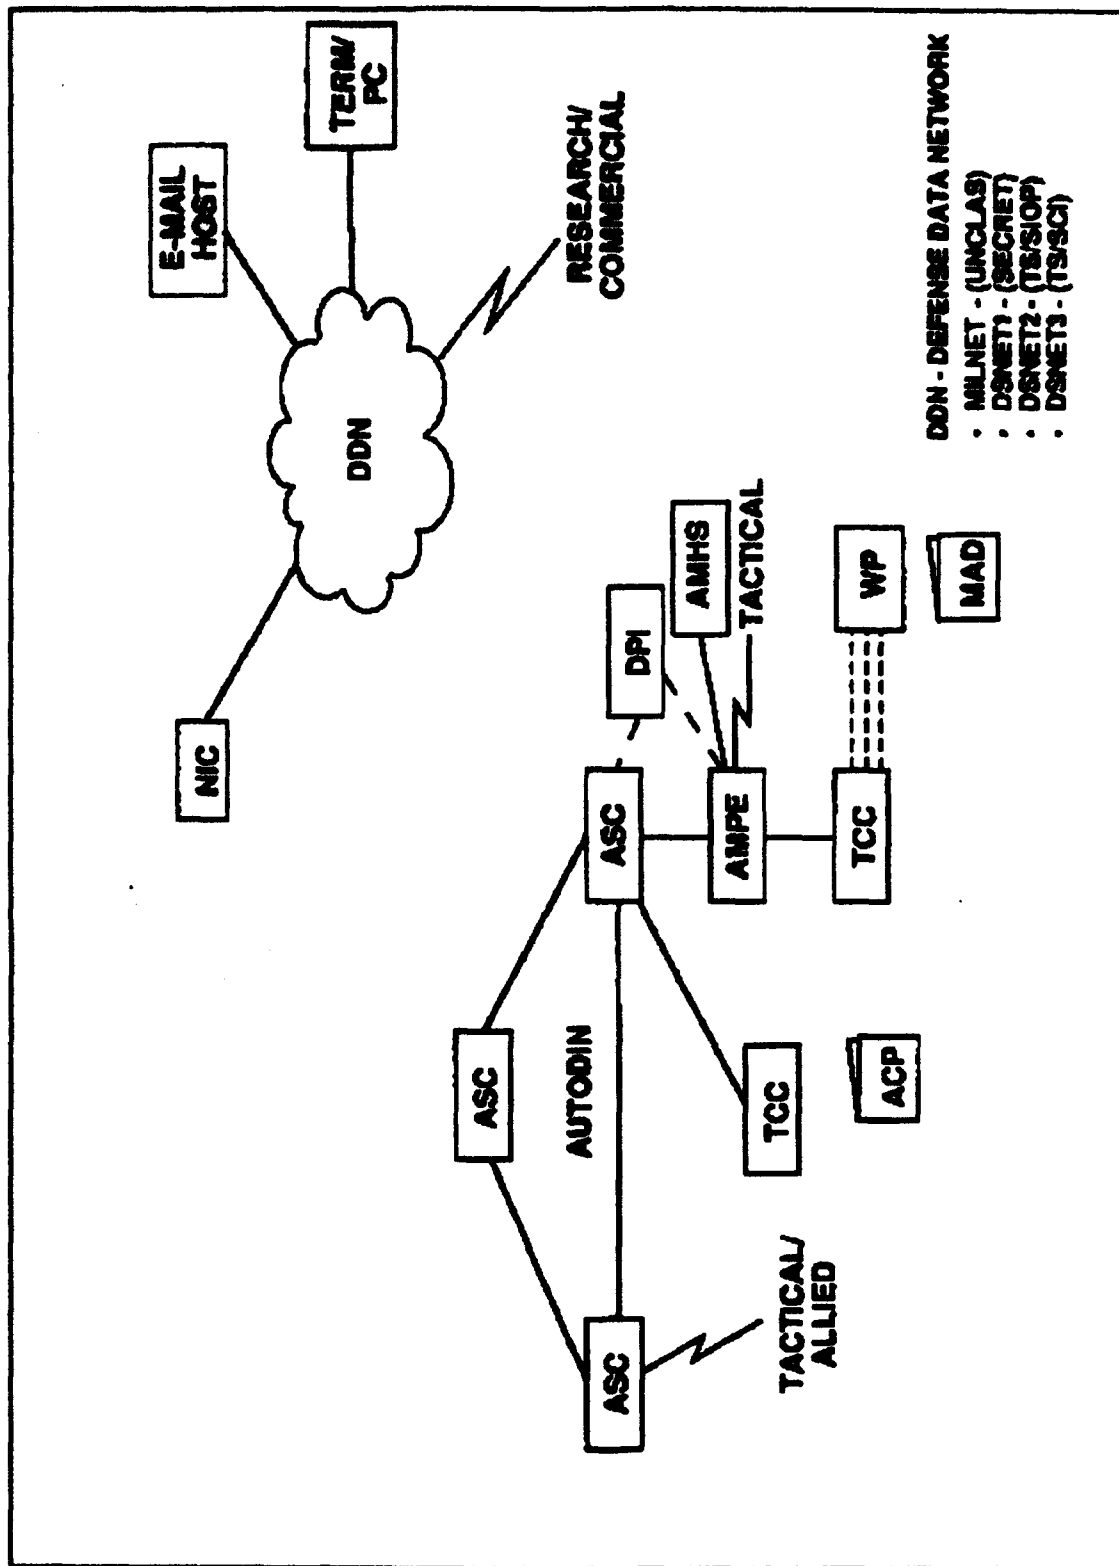 ASC
TACTICAL/
ALLIED
ASC
AUTODIN
TCC
ACP
ASC
AMPE
TCC
DPI
AMHS
TACTICAL
WP
MAD
NIC
DDN
E-MAIL
HOST
TERM/
PC
RESEARCH/
COMMERCIAL
DDN - DEFENSE DATA NETWORK
• MILNET - (UNCLAS)
• DSNET1 - (SECRET)
• DSNET2 - (TS/SIOP)
• DSNET3 - (TS/SCI)